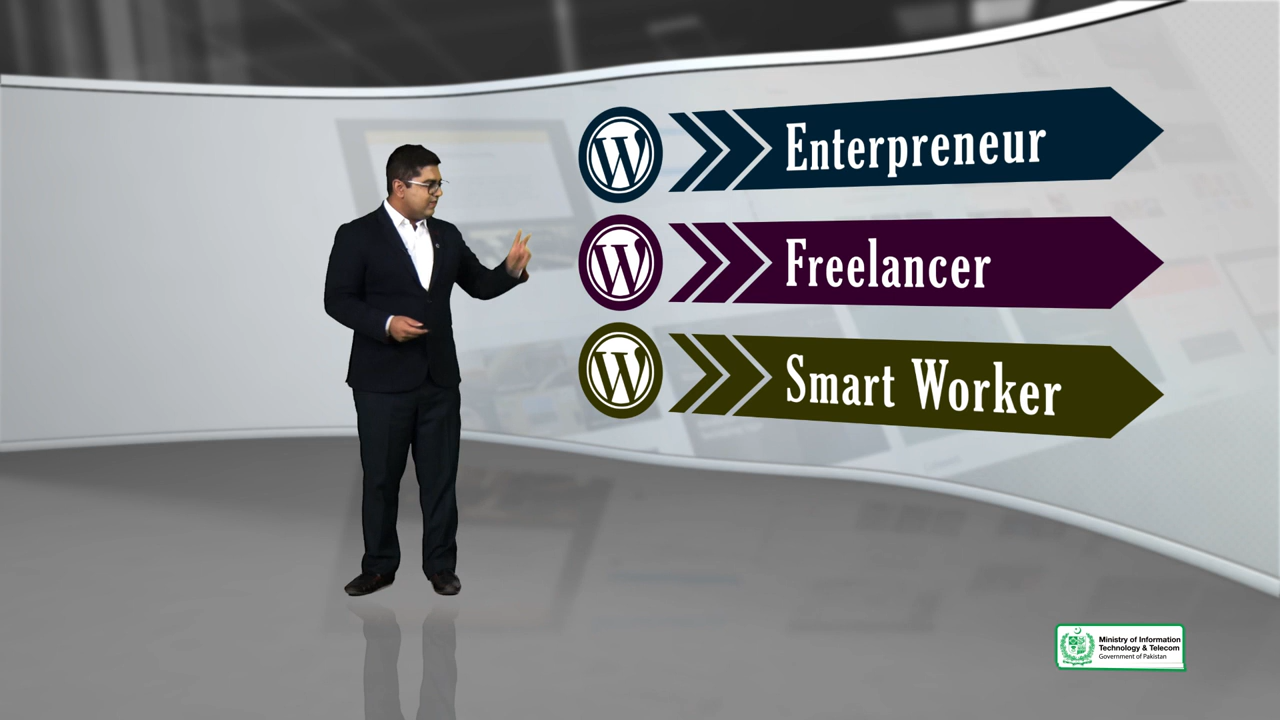 Enterpreneur
Freelancer
Smart Worker
Ministry of Information
Technology & Telecom
Government of Pakistan